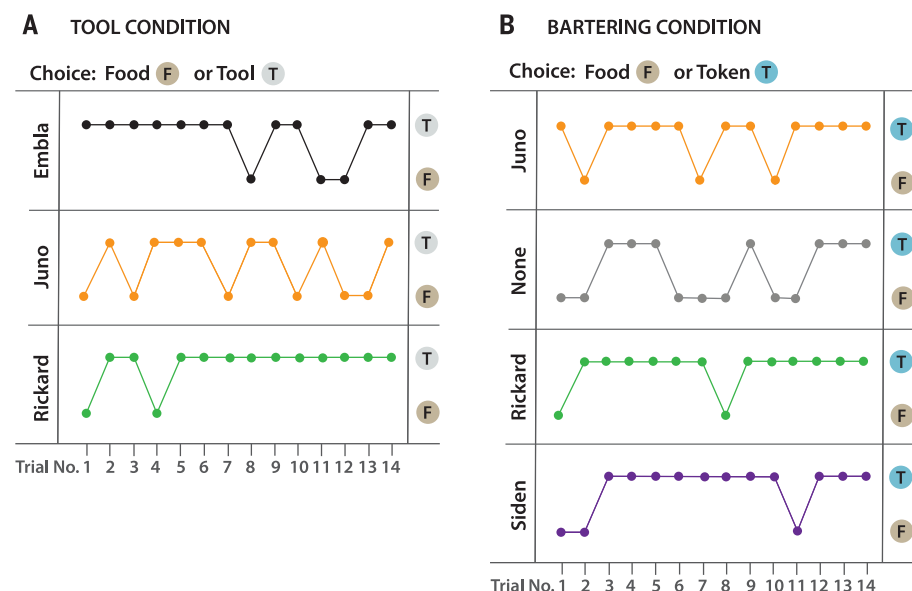 A TOOL CONDITION
Choice: Food F or Tool T
Embla
T
F
Juno
T
F
Rickard
T
F
Trial No. 1 2 3 4 5 6 7 8 9 10 11 12 13 14
B BARTERING CONDITION
Choice: Food F or Token T
Juno
T
F
None
T
F
Rickard
T
F
Siden
T
F
Trial No. 1 2 3 4 5 6 7 8 9 10 11 12 13 14